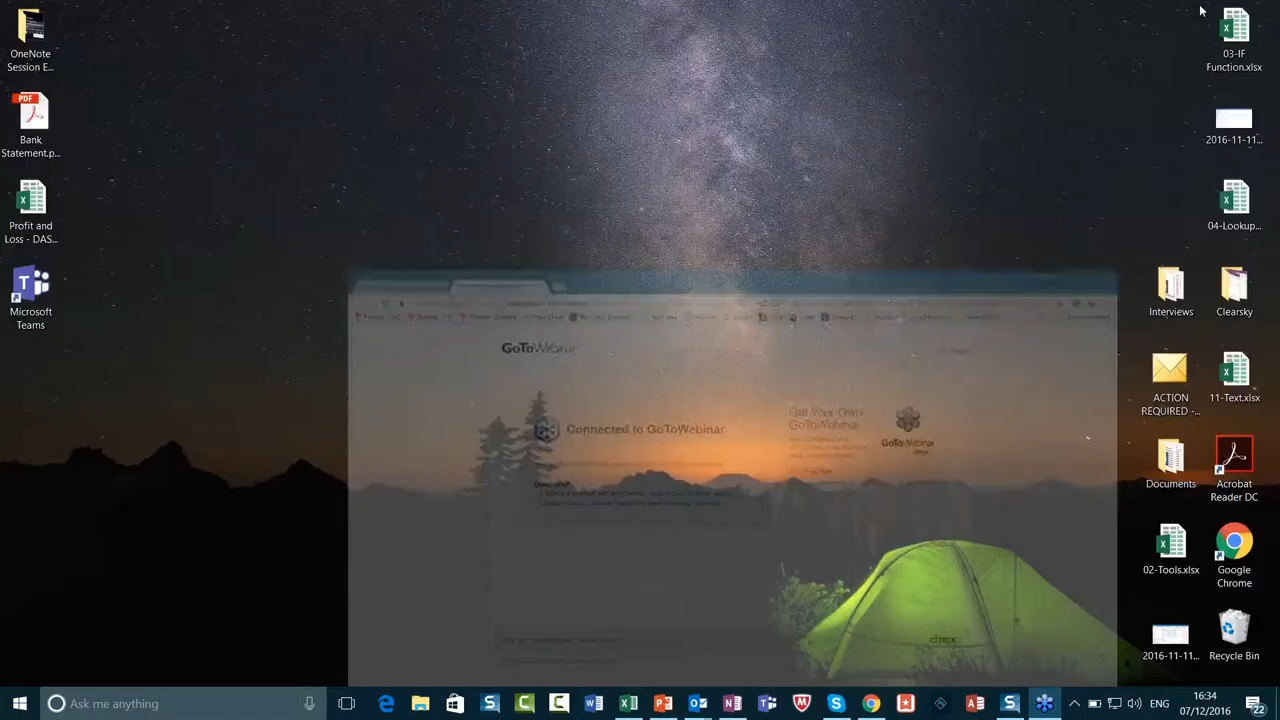 OneNote
Session E...
Bank
Statement.p...
Profit and
Loss - DAS...
Microsoft
Teams
03-IF
Function.xlsx
2016-11-11...
04-Lookup...
Interviews
Clearsky
ACTION
REQUIRED -...
11-Text.xlsx
Documents
Acrobat
Reader DC
02-Tools.xlsx
Google
Chrome
2016-11-11...
Recycle Bin
GoToWebinar
Connected to GoToWebinar
Get Your Own
GoToWebinar
GoToWebinar
CITRIX
Ask me anything
ENG
16:34
07/12/2016
22